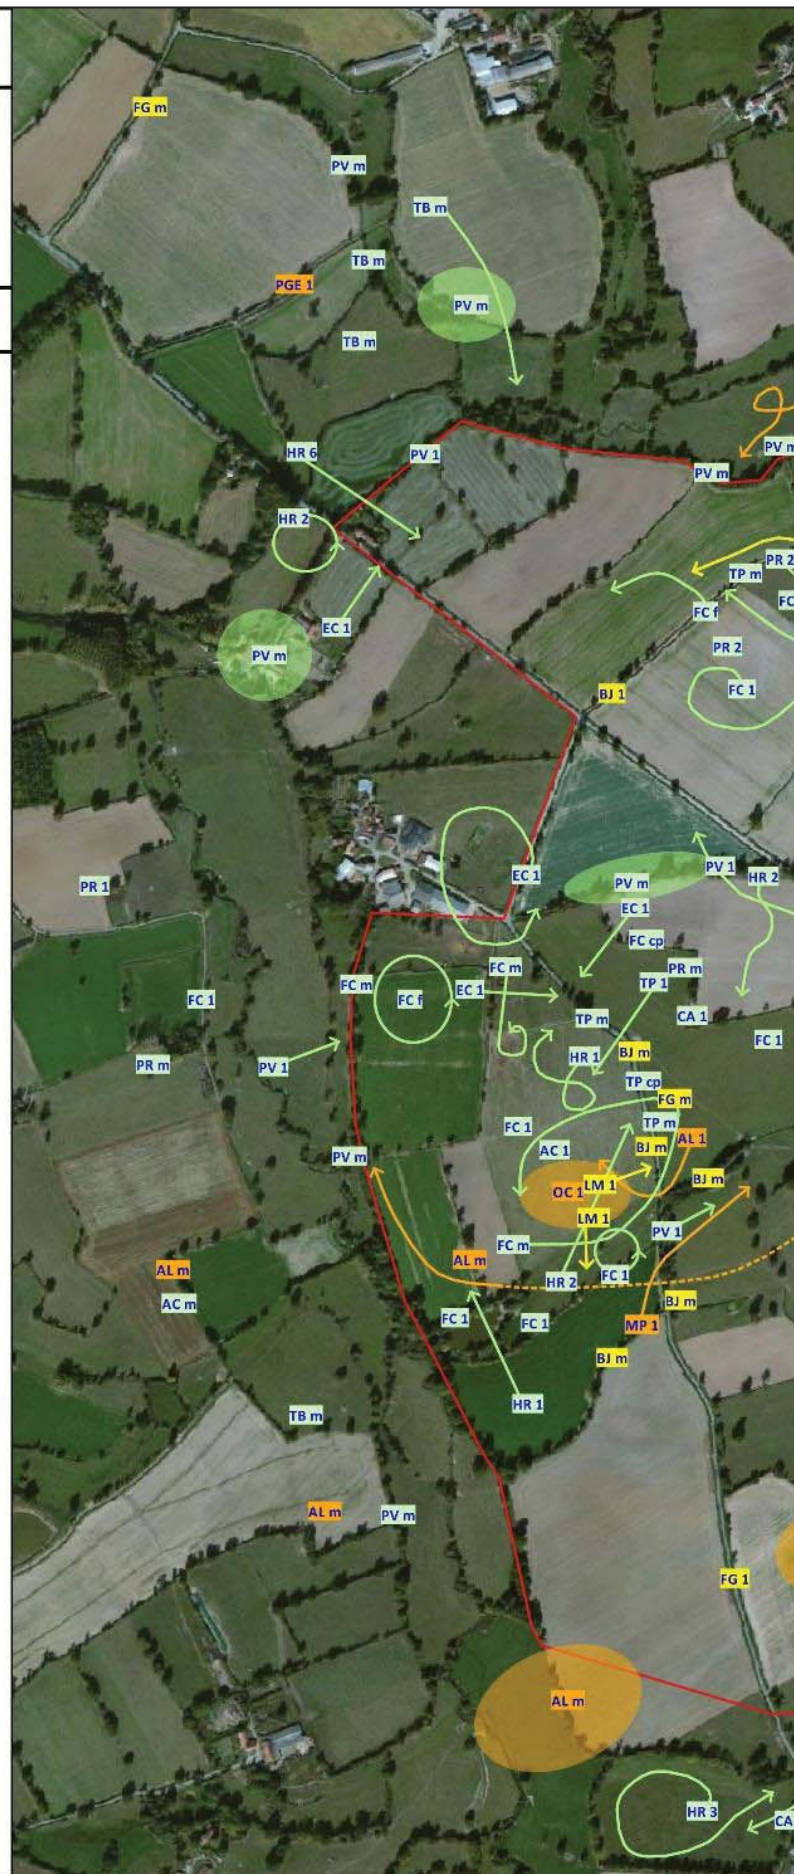 FG m
PV m
TB m
TB m
PGE 1
PV m
TB m
HR 6
PV 1
PV m
PV m
HR 2
PR 2
TP m
FC
FC f
EC 1
PR 2
PV m
FC 1
BJ 1
PV 1
HR 2
EC 1
PV m
PR 1
EC 1
FC cp
FC m
PR m
FC m
TP 1
EC 1
FC f
FC 1
CA 1
TP m
FC 1
BJ m
HR 1
PR m
PV 1
TP cp
FG m
TP m
FC 1
AL 1
AC 1
BJ m
PV m
BJ m
LM 1
OC 1
LM 1
PV 1
FC m
AL m
AL m
FC 1
HR 2
AC m
BJ m
FC 1
FC 1
MP 1
BJ m
HR 1
TB m
AL m
PV m
FG 1
AL m
HR 3
CA